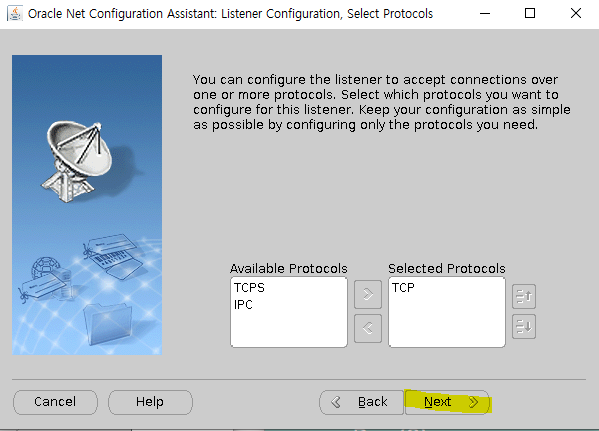 Oracle Net Configuration Assistant: Listener Configuration, Select Protocols
You can configure the listener to accept connections over
one or more protocols. Select which protocols you want to
configure for this listener. Keep your configuration as simple
as possible by configuring only the protocols you need.
Available Protocols
TCPS
IPC
Selected Protocols
TCP
Cancel
Help
Back
Next